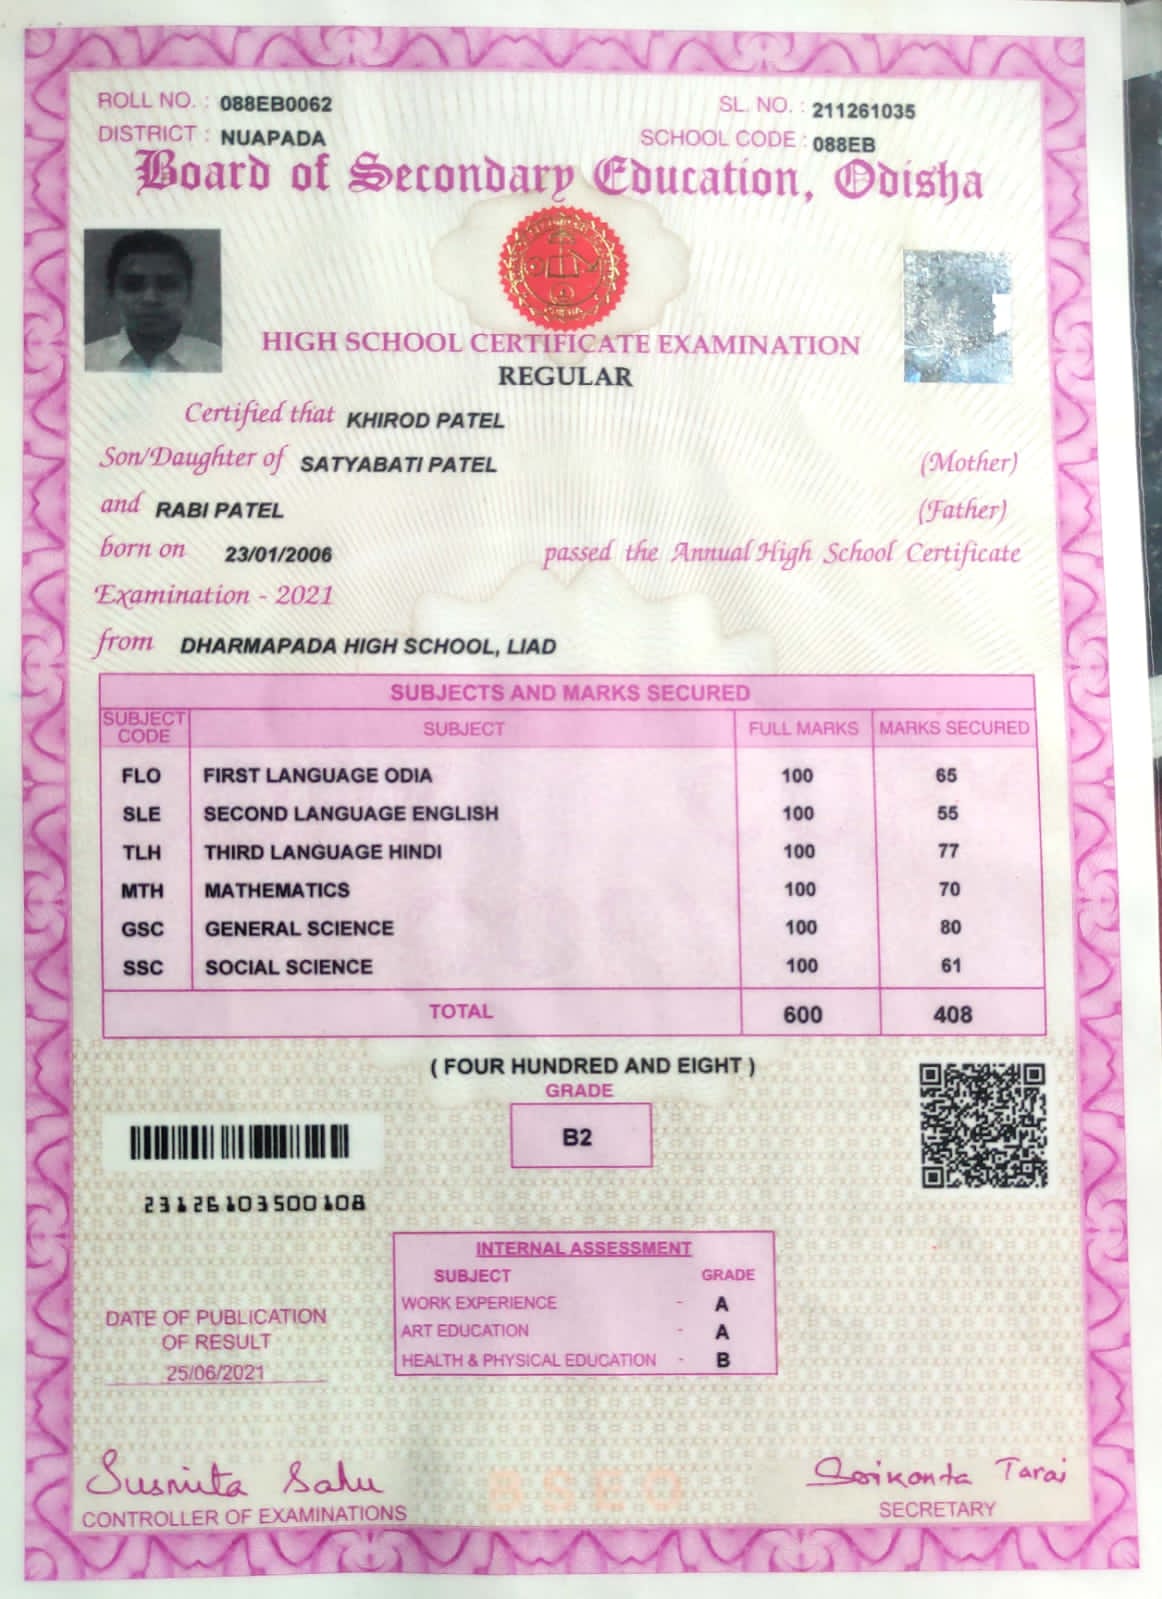 ROLL NO. : 088EB0062
SL. NO. : 211261035
DISTRICT : NUAPADA
SCHOOL CODE : 088EB
Board of Secondary Education, Odisha
HIGH SCHOOL CERTIFICATE EXAMINATION
REGULAR
Certified that KHIROD PATEL
Son/Daughter of SATYABATI PATEL (Mother)
and RABI PATEL (Father)
born on 23/01/2006 passed the Annual High School Certificate
Examination - 2021
from DHARMAPADA HIGH SCHOOL, LIAD
SUBJECTS AND MARKS SECURED
SUBJECT CODE SUBJECT FULL MARKS MARKS SECURED
FLO FIRST LANGUAGE ODIA 100 65
SLE SECOND LANGUAGE ENGLISH 100 55
TLH THIRD LANGUAGE HINDI 100 77
MTH MATHEMATICS 100 70
GSC GENERAL SCIENCE 100 80
SSC SOCIAL SCIENCE 100 61
TOTAL 600 408
( FOUR HUNDRED AND EIGHT )
GRADE
B2
23126103500108
INTERNAL ASSESSMENT
SUBJECT GRADE
WORK EXPERIENCE - A
ART EDUCATION - A
HEALTH & PHYSICAL EDUCATION - B
DATE OF PUBLICATION
OF RESULT
25/06/2021
BSEO
Susmita Sahu
CONTROLLER OF EXAMINATIONS
Srikanta Tarai
SECRETARY